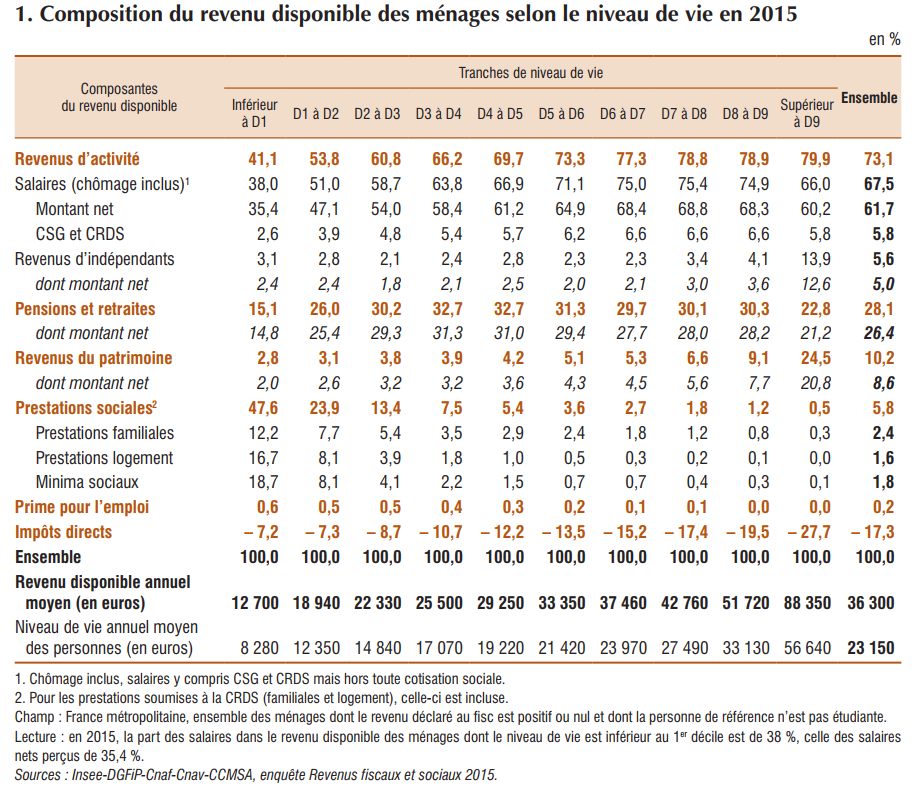 1. Composition du revenu disponible des ménages selon le niveau de vie en 2015
en %
Composantes du revenu disponible
Tranches de niveau de vie
Ensemble
Inférieur à D1 D1 à D2 D2 à D3 D3 à D4 D4 à D5 D5 à D6 D6 à D7 D7 à D8 D8 à D9 Supérieur à D9
Revenus d'activité 41,1 53,8 60,8 66,2 69,7 73,3 77,3 78,8 78,9 79,9 73,1
Salaires (chômage inclus)1 38,0 51,0 58,7 63,8 66,9 71,1 75,0 75,4 74,9 66,0 67,5
Montant net 35,4 47,1 54,0 58,4 61,2 64,9 68,4 68,8 68,3 60,2 61,7
CSG et CRDS 2,6 3,9 4,8 5,4 5,7 6,2 6,6 6,6 6,6 5,8 5,8
Revenus d'indépendants 3,1 2,8 2,1 2,4 2,8 2,3 2,3 3,4 4,1 13,9 5,6
dont montant net 2,4 2,4 1,8 2,1 2,5 2,0 2,1 3,0 3,6 12,6 5,0
Pensions et retraites 15,1 26,0 30,2 32,7 32,7 31,3 29,7 30,1 30,3 22,8 28,1
dont montant net 14,8 25,4 29,3 31,3 31,0 29,4 27,7 28,0 28,2 21,2 26,4
Revenus du patrimoine 2,8 3,1 3,8 3,9 4,2 5,1 5,3 6,6 9,1 24,5 10,2
dont montant net 2,0 2,6 3,2 3,2 3,6 4,3 4,5 5,6 7,7 20,8 8,6
Prestations sociales2 47,6 23,9 13,4 7,5 5,4 3,6 2,7 1,8 1,2 0,5 5,8
Prestations familiales 12,2 7,7 5,4 3,5 2,9 2,4 1,8 1,2 0,8 0,3 2,4
Prestations logement 16,7 8,1 3,9 1,8 1,0 0,5 0,3 0,2 0,1 0,0 1,6
Minima sociaux 18,7 8,1 4,1 2,2 1,5 0,7 0,7 0,4 0,3 0,1 1,8
Prime pour l'emploi 0,6 0,5 0,5 0,4 0,3 0,2 0,1 0,1 0,0 0,0 0,2
Impôts directs – 7,2 – 7,3 – 8,7 – 10,7 – 12,2 – 13,5 – 15,2 – 17,4 – 19,5 – 27,7 – 17,3
Ensemble 100,0 100,0 100,0 100,0 100,0 100,0 100,0 100,0 100,0 100,0 100,0
Revenu disponible annuel
moyen (en euros) 12 700 18 940 22 330 25 500 29 250 33 350 37 460 42 760 51 720 88 350 36 300
Niveau de vie annuel moyen
des personnes (en euros) 8 280 12 350 14 840 17 070 19 220 21 420 23 970 27 490 33 130 56 640 23 150
1. Chômage inclus, salaires y compris CSG et CRDS mais hors toute cotisation sociale.
2. Pour les prestations soumises à la CRDS (familiales et logement), celle-ci est incluse.
Champ : France métropolitaine, ensemble des ménages dont le revenu déclaré au fisc est positif ou nul et dont la personne de référence n'est pas étudiante.
Lecture : en 2015, la part des salaires dans le revenu disponible des ménages dont le niveau de vie est inférieur au 1er décile est de 38 %, celle des salaires
nets perçus de 35,4 %.
Sources : Insee-DGFiP-Cnaf-Cnav-CCMSA, enquête Revenus fiscaux et sociaux 2015.